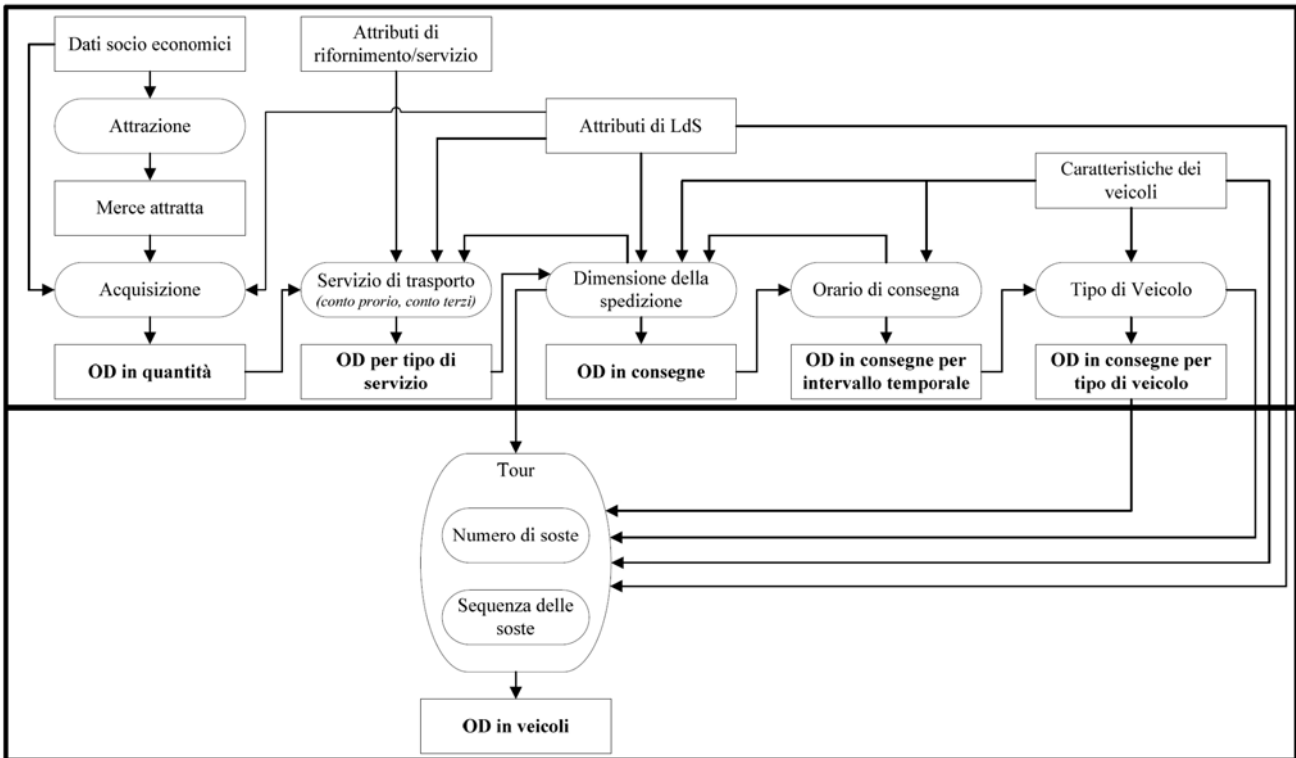 Dati socio economici
Attributi di
rifornimento/servizio
Attrazione
Attributi di LdS
Caratteristiche dei
veicoli
Merce attratta
Acquisizione
Servizio di trasporto
(conto prorio, conto terzi)
Dimensione della
spedizione
Orario di consegna
Tipo di Veicolo
OD in quantità
OD per tipo di
servizio
OD in consegne
OD in consegne per
intervallo temporale
OD in consegne per
tipo di veicolo
Tour
Numero di soste
Sequenza delle
soste
OD in veicoli